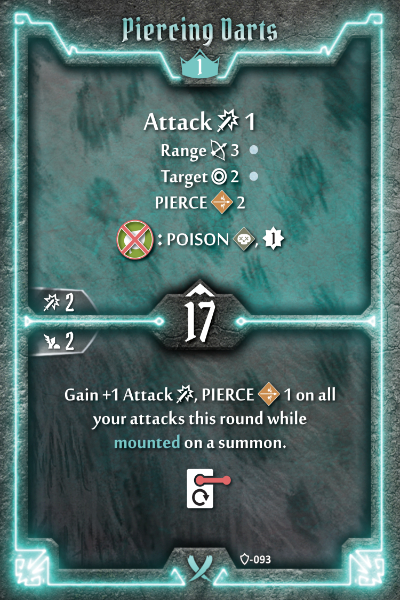 Piercing Darts
1
Attack 1
Range 3
Target 2
PIERCE 2
: POISON , 1
2
17
2
Gain +1 Attack , PIERCE 1 on all
your attacks this round while
mounted on a summon.
-093